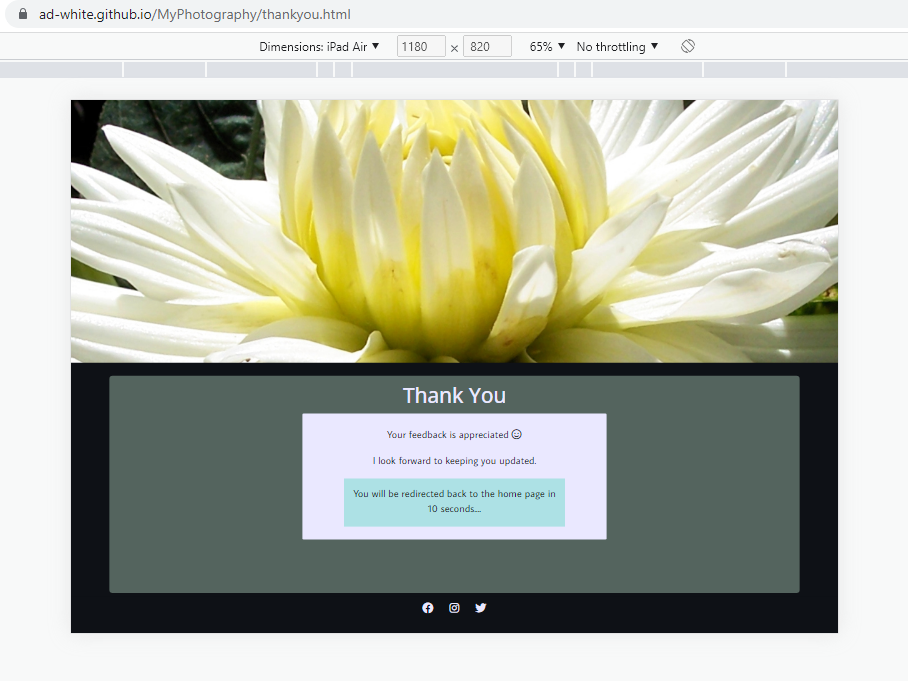 ad-white.github.io/MyPhotography/thankyou.html
Dimensions: iPad Air ▼ 1180 × 820 65% ▼ No throttling ▼
Thank You
Your feedback is appreciated ☺
I look forward to keeping you updated.
You will be redirected back to the home page in
10 seconds...